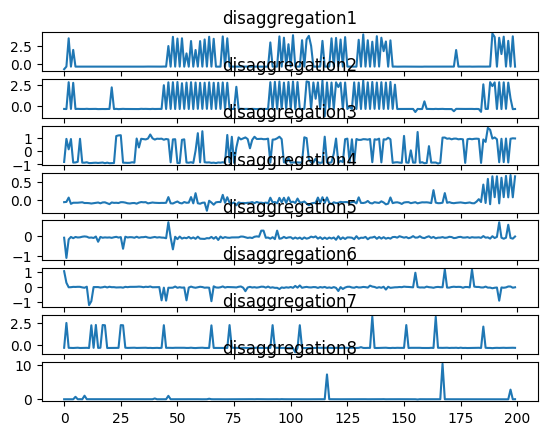 disaggregation1
2.5
0.0
disaggregation2
2.5
0.0
disaggregation3
1
0
−1
disaggregation4
0.5
0.0
disaggregation5
0
−1
disaggregation6
1
0
−1
disaggregation7
2.5
0.0
disaggregation8
10
0
0 25 50 75 100 125 150 175 200